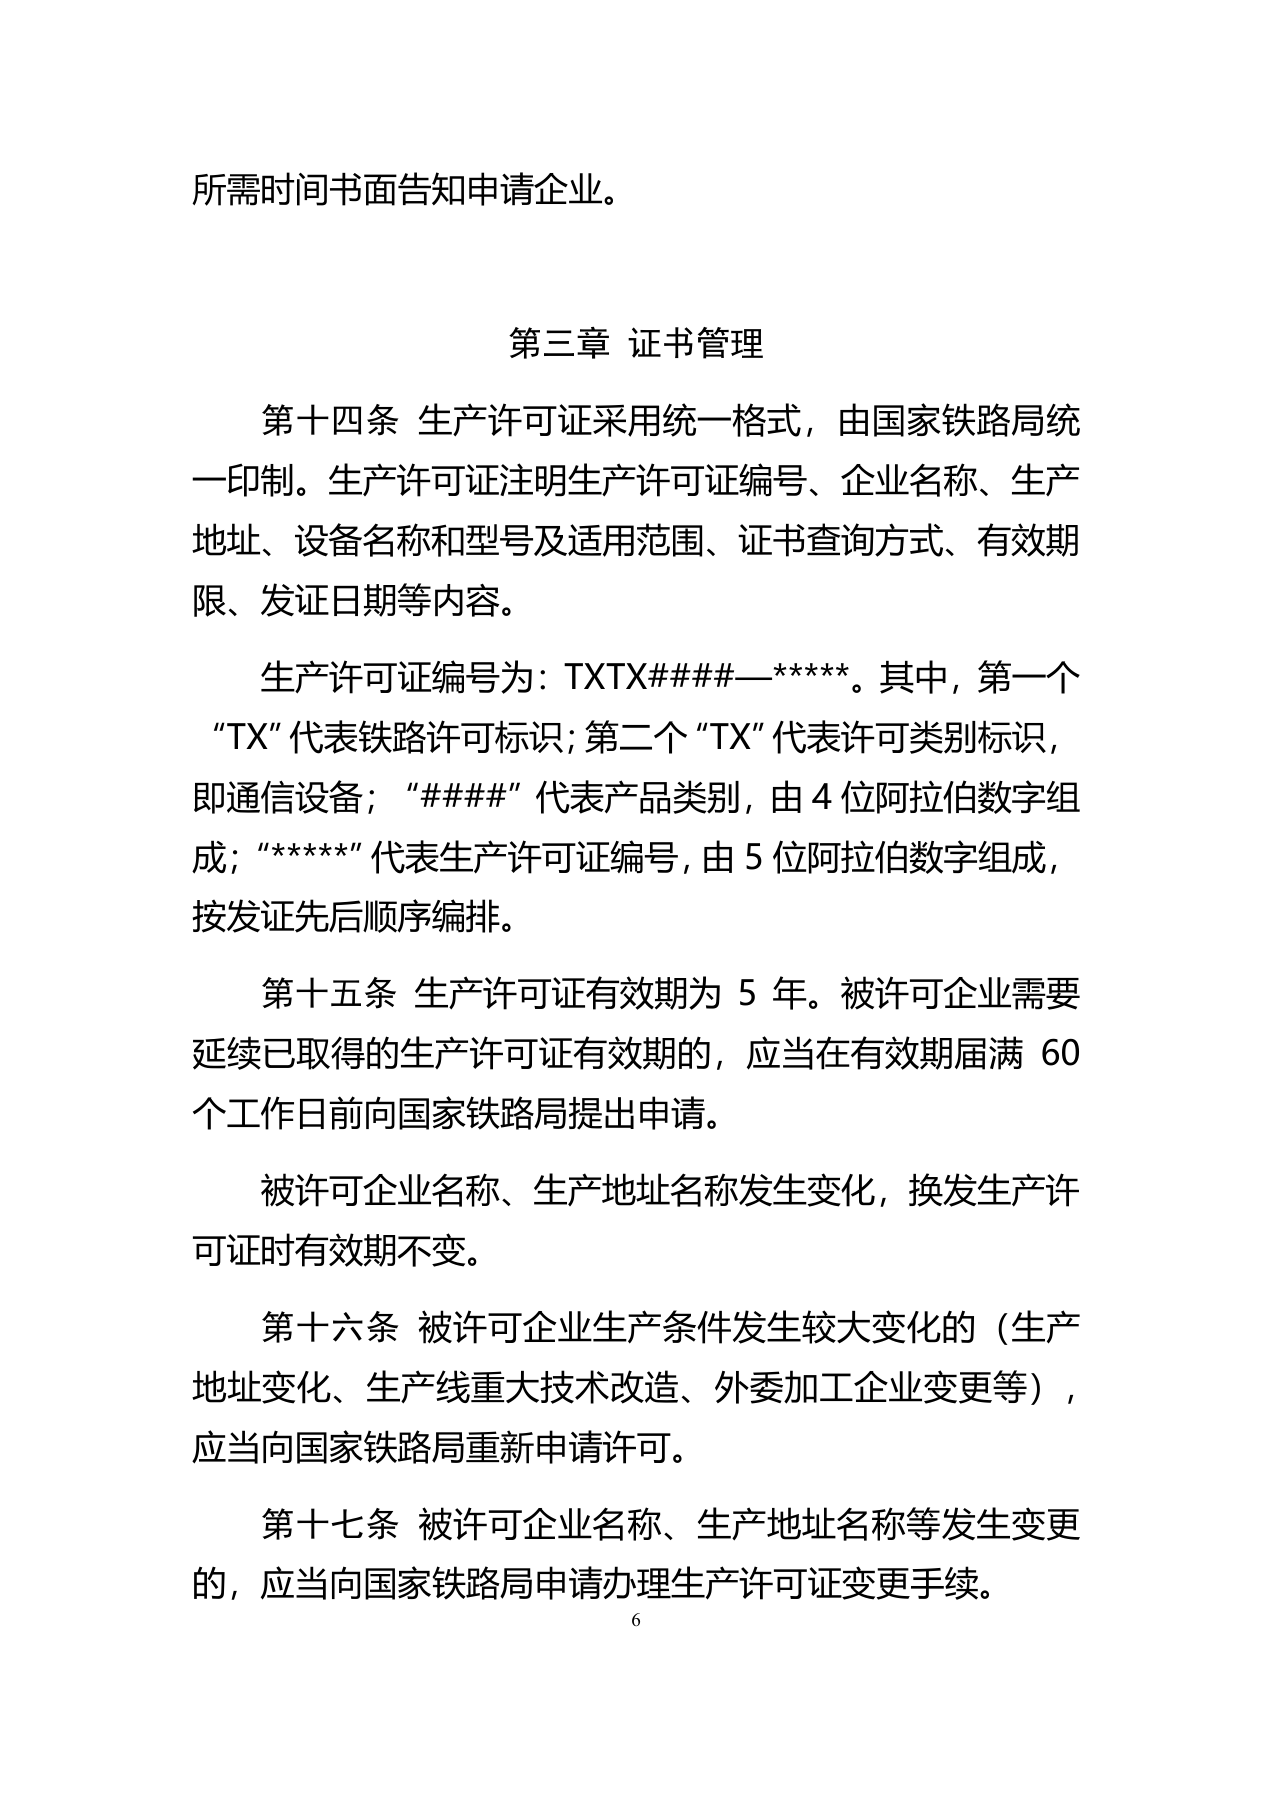 所需时间书面告知申请企业。
第三章 证书管理
第十四条 生产许可证采用统一格式，由国家铁路局统
一印制。生产许可证注明生产许可证编号、企业名称、生产
地址、设备名称和型号及适用范围、证书查询方式、有效期
限、发证日期等内容。
生产许可证编号为：TXTX####—*****。其中，第一个
“TX”代表铁路许可标识；第二个“TX”代表许可类别标识，
即通信设备；“####”代表产品类别，由 4 位阿拉伯数字组
成；“*****”代表生产许可证编号，由 5 位阿拉伯数字组成，
按发证先后顺序编排。
第十五条 生产许可证有效期为 5 年。被许可企业需要
延续已取得的生产许可证有效期的，应当在有效期届满 60
个工作日前向国家铁路局提出申请。
被许可企业名称、生产地址名称发生变化，换发生产许
可证时有效期不变。
第十六条 被许可企业生产条件发生较大变化的（生产
地址变化、生产线重大技术改造、外委加工企业变更等），
应当向国家铁路局重新申请许可。
第十七条 被许可企业名称、生产地址名称等发生变更
的，应当向国家铁路局申请办理生产许可证变更手续。
6